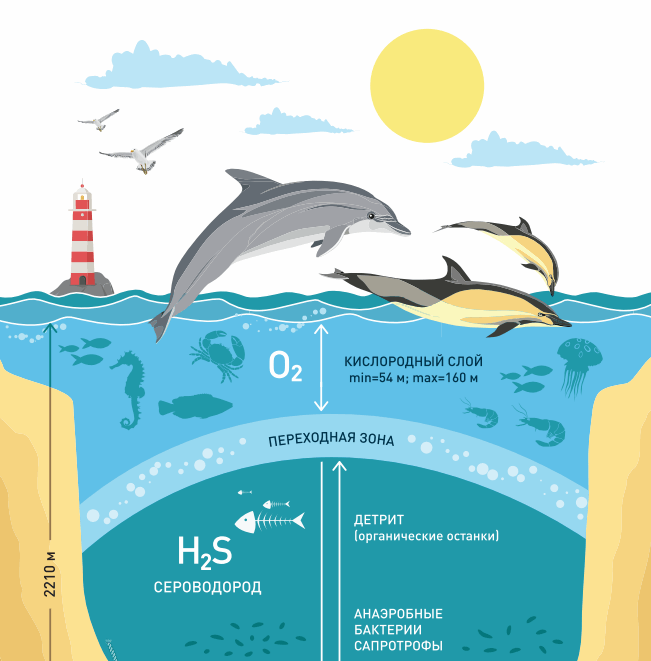 O₂
КИСЛОРОДНЫЙ СЛОЙ
min=54 м; max=160 м
ПЕРЕХОДНАЯ ЗОНА
H₂S
СЕРОВОДОРОД
ДЕТРИТ
(органические останки)
2210 м
АНАЭРОБНЫЕ
БАКТЕРИИ
САПРОТРОФЫ